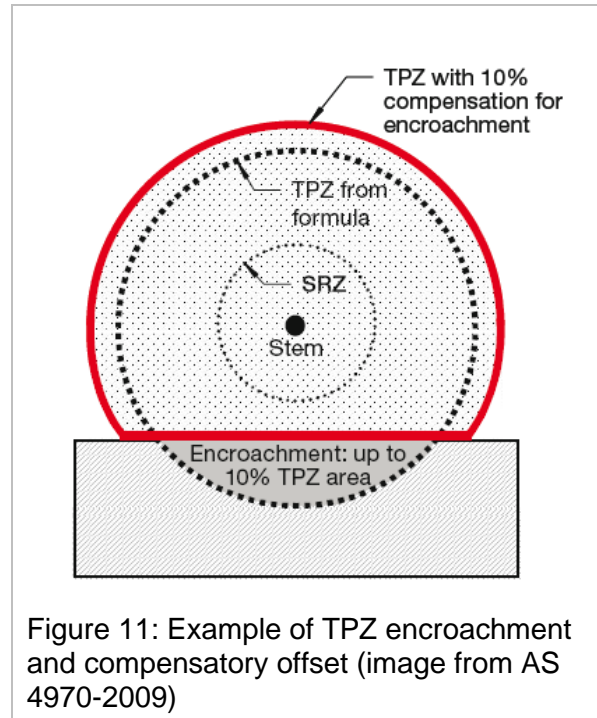 TPZ with 10%
compensation for
encroachment
TPZ from
formula
SRZ
Stem
Encroachment: up to
10% TPZ area
Figure 11: Example of TPZ encroachment
and compensatory offset (image from AS
4970-2009)